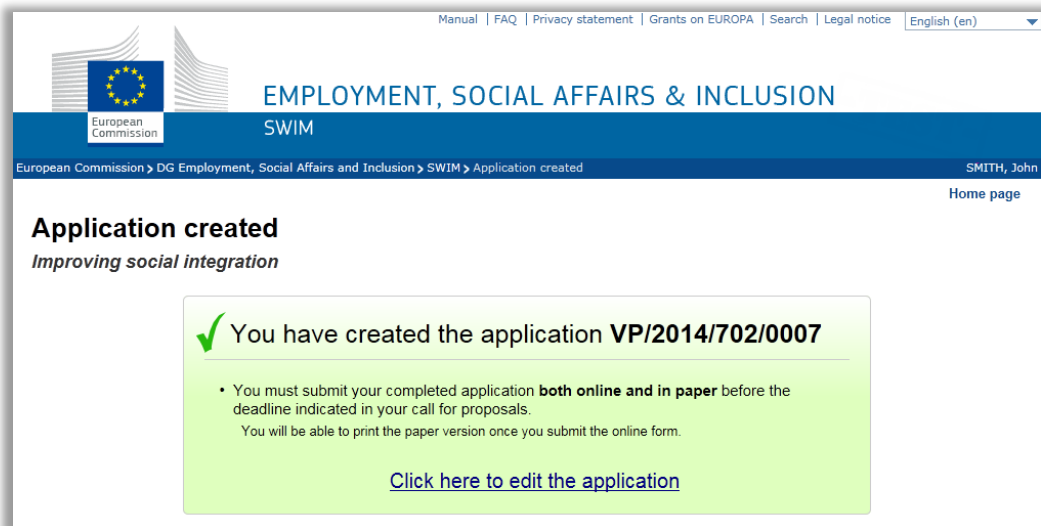 Manual | FAQ | Privacy statement | Grants on EUROPA | Search | Legal notice English (en)
European
Commission
EMPLOYMENT, SOCIAL AFFAIRS & INCLUSION
SWIM
European Commission > DG Employment, Social Affairs and Inclusion > SWIM > Application created SMITH, John
Home page
Application created
Improving social integration
You have created the application VP/2014/702/0007
• You must submit your completed application both online and in paper before the
deadline indicated in your call for proposals.
You will be able to print the paper version once you submit the online form.
Click here to edit the application